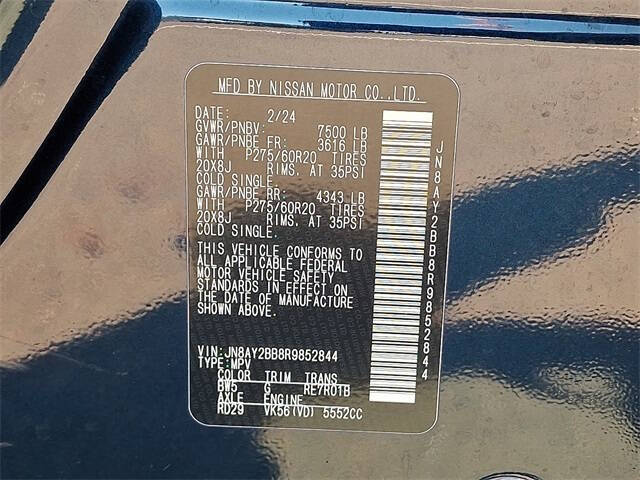 MFD BY NISSAN MOTOR CO.,LTD.
DATE: 2/24
GVWR/PNBV: 7500 LB
GAWR/PNBE FR: 3616 LB
WITH P275/60R20 TIRES
20X8J RIMS, AT 35PSI
COLD SINGLE.
GAWR/PNBE RR: 4343 LB
WITH P275/60R20 TIRES
20X8J RIMS, AT 35PSI
COLD SINGLE.
THIS VEHICLE CONFORMS TO
ALL APPLICABLE FEDERAL
MOTOR VEHICLE SAFETY
STANDARDS IN EFFECT ON
THE DATE OF MANUFACTURE
SHOWN ABOVE.
VIN:JN8AY2BB8R9852844
TYPE:MPV
COLOR TRIM TRANS
BW5 G RE7R01B
AXLE ENGINE
RD29 VK56(VD) 5552CC
JN8AY2BB8R9852844